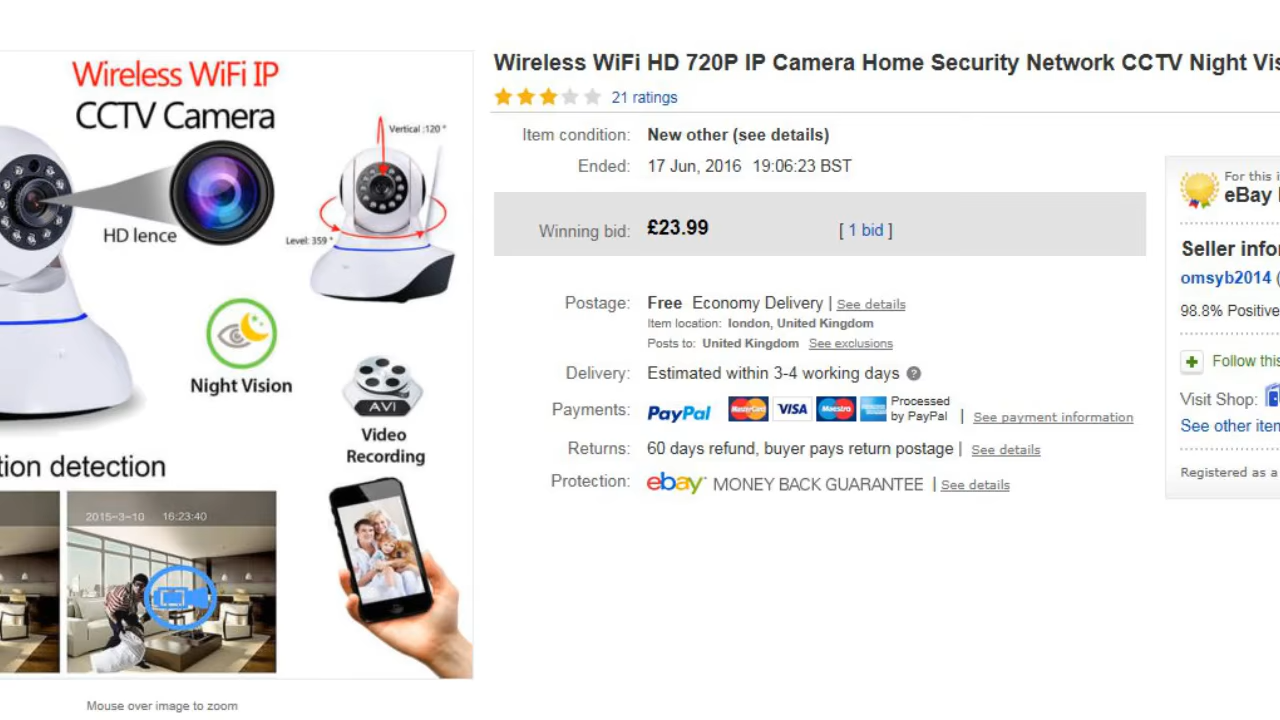 Wireless WiFi IP
CCTV Camera
Vertical :120 °
HD lence
Level: 359 °
Night Vision
AVI
Video
Recording
tion detection
2015-3-10 16:23:40
Mouse over image to zoom
Wireless WiFi HD 720P IP Camera Home Security Network CCTV Night Vis
21 ratings
Item condition: New other (see details)
Ended: 17 Jun, 2016 19:06:23 BST
Winning bid: £23.99 [ 1 bid ]
Postage: Free Economy Delivery | See details
Item location: london, United Kingdom
Posts to: United Kingdom See exclusions
Delivery: Estimated within 3-4 working days ?
Payments: PayPal MasterCard VISA Maestro Processed by PayPal | See payment information
Returns: 60 days refund, buyer pays return postage | See details
Protection: ebay MONEY BACK GUARANTEE | See details
For this i
eBay
Seller infor
omsyb2014 (
98.8% Positive
Follow this
Visit Shop:
See other item
Registered as a